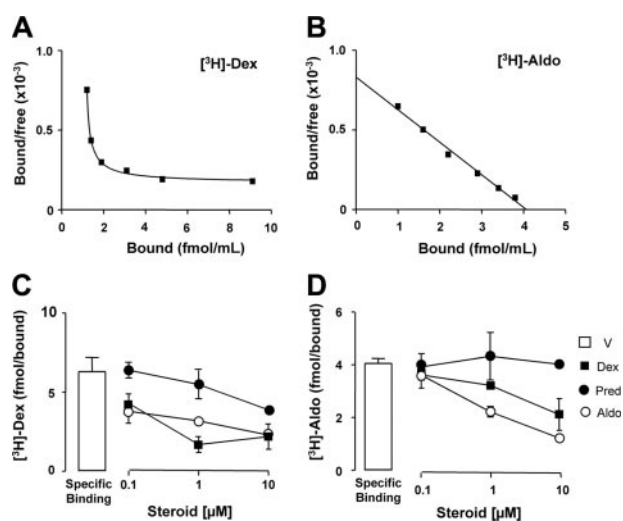 A
[³H]-Dex
Bound/free (x10⁻³)
1.0
0.5
0
0 2 4 6 8 10
Bound (fmol/mL)
B
[³H]-Aldo
Bound/free (x10⁻³)
1.0
0.5
0
0 1 2 3 4 5
Bound (fmol/mL)
C
[³H]-Dex (fmol/bound)
10
5
0
Specific
Binding
0.1 1 10
Steroid [µM]
D
[³H]-Aldo (fmol/bound)
6
4
2
0
Specific
Binding
0.1 1 10
Steroid [µM]
V
Dex
Pred
Aldo